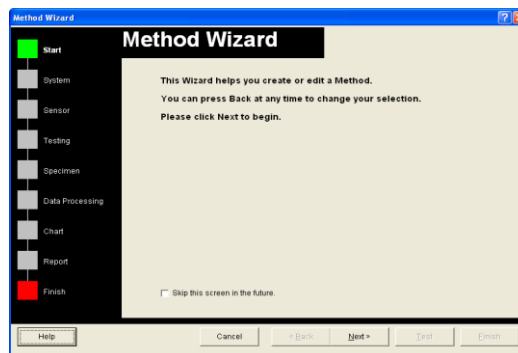 Method Wizard
Method Wizard
Start
System
Sensor
Testing
Specimen
Data Processing
Chart
Report
Finish
This Wizard helps you create or edit a Method.
You can press Back at any time to change your selection.
Please click Next to begin.
Skip this screen in the future.
Help
Cancel
< Back
Next >
Test
Finish